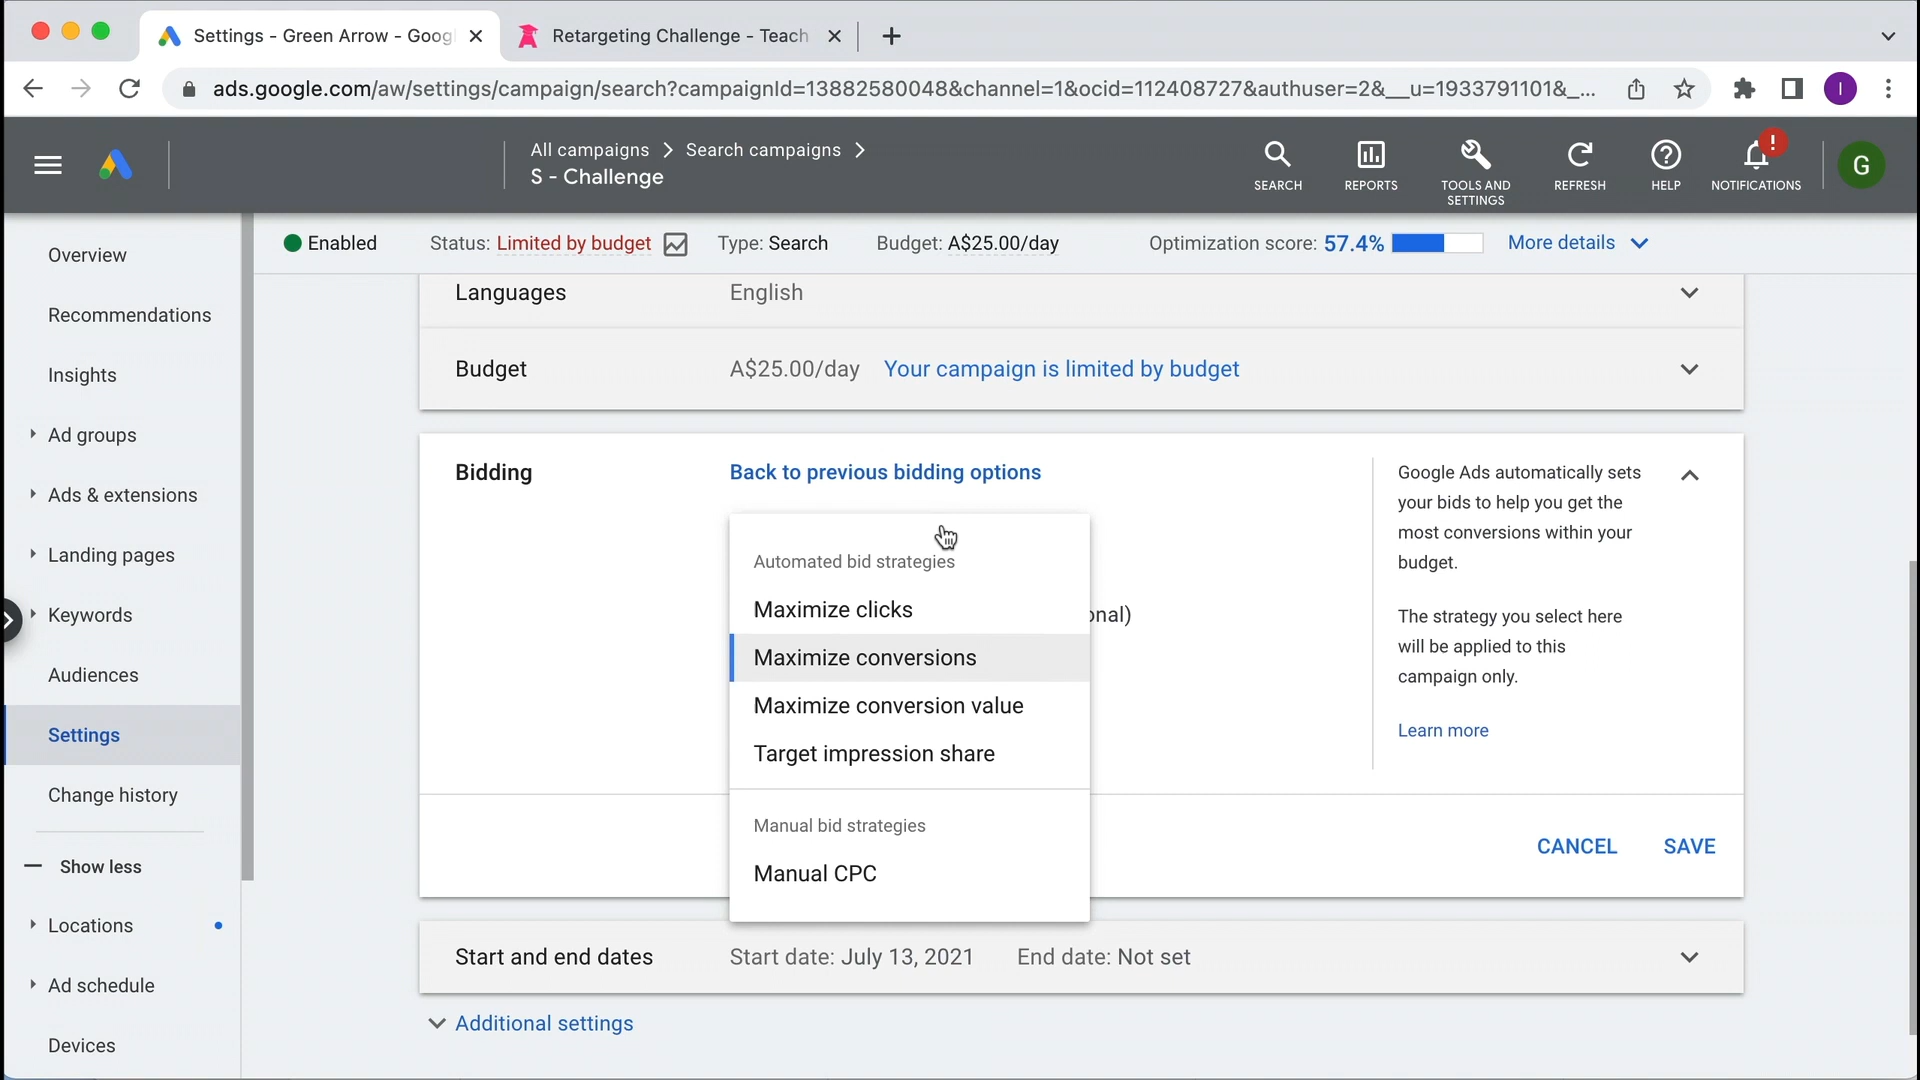 Settings - Green Arrow - Goog
Retargeting Challenge - Teach
ads.google.com/aw/settings/campaign/search?campaignId=13882580048&channel=1&ocid=112408727&authuser=2&__u=1933791101&_...
I
All campaigns > Search campaigns >
S - Challenge
SEARCH
REPORTS
TOOLS AND SETTINGS
REFRESH
HELP
!
NOTIFICATIONS
G
Enabled
Status: Limited by budget
Type: Search
Budget: A$25.00/day
Optimization score: 57.4%
More details
Overview
Recommendations
Insights
Ad groups
Ads & extensions
Landing pages
Keywords
Audiences
Settings
Change history
Show less
Locations
Ad schedule
Devices
Languages
English
Budget
A$25.00/day
Your campaign is limited by budget
Bidding
Back to previous bidding options
Automated bid strategies
Maximize clicks
Maximize conversions
Maximize conversion value
Target impression share
Manual bid strategies
Manual CPC
onal)
Google Ads automatically sets
your bids to help you get the
most conversions within your
budget.
The strategy you select here
will be applied to this
campaign only.
Learn more
CANCEL
SAVE
Start and end dates
Start date: July 13, 2021
End date: Not set
Additional settings